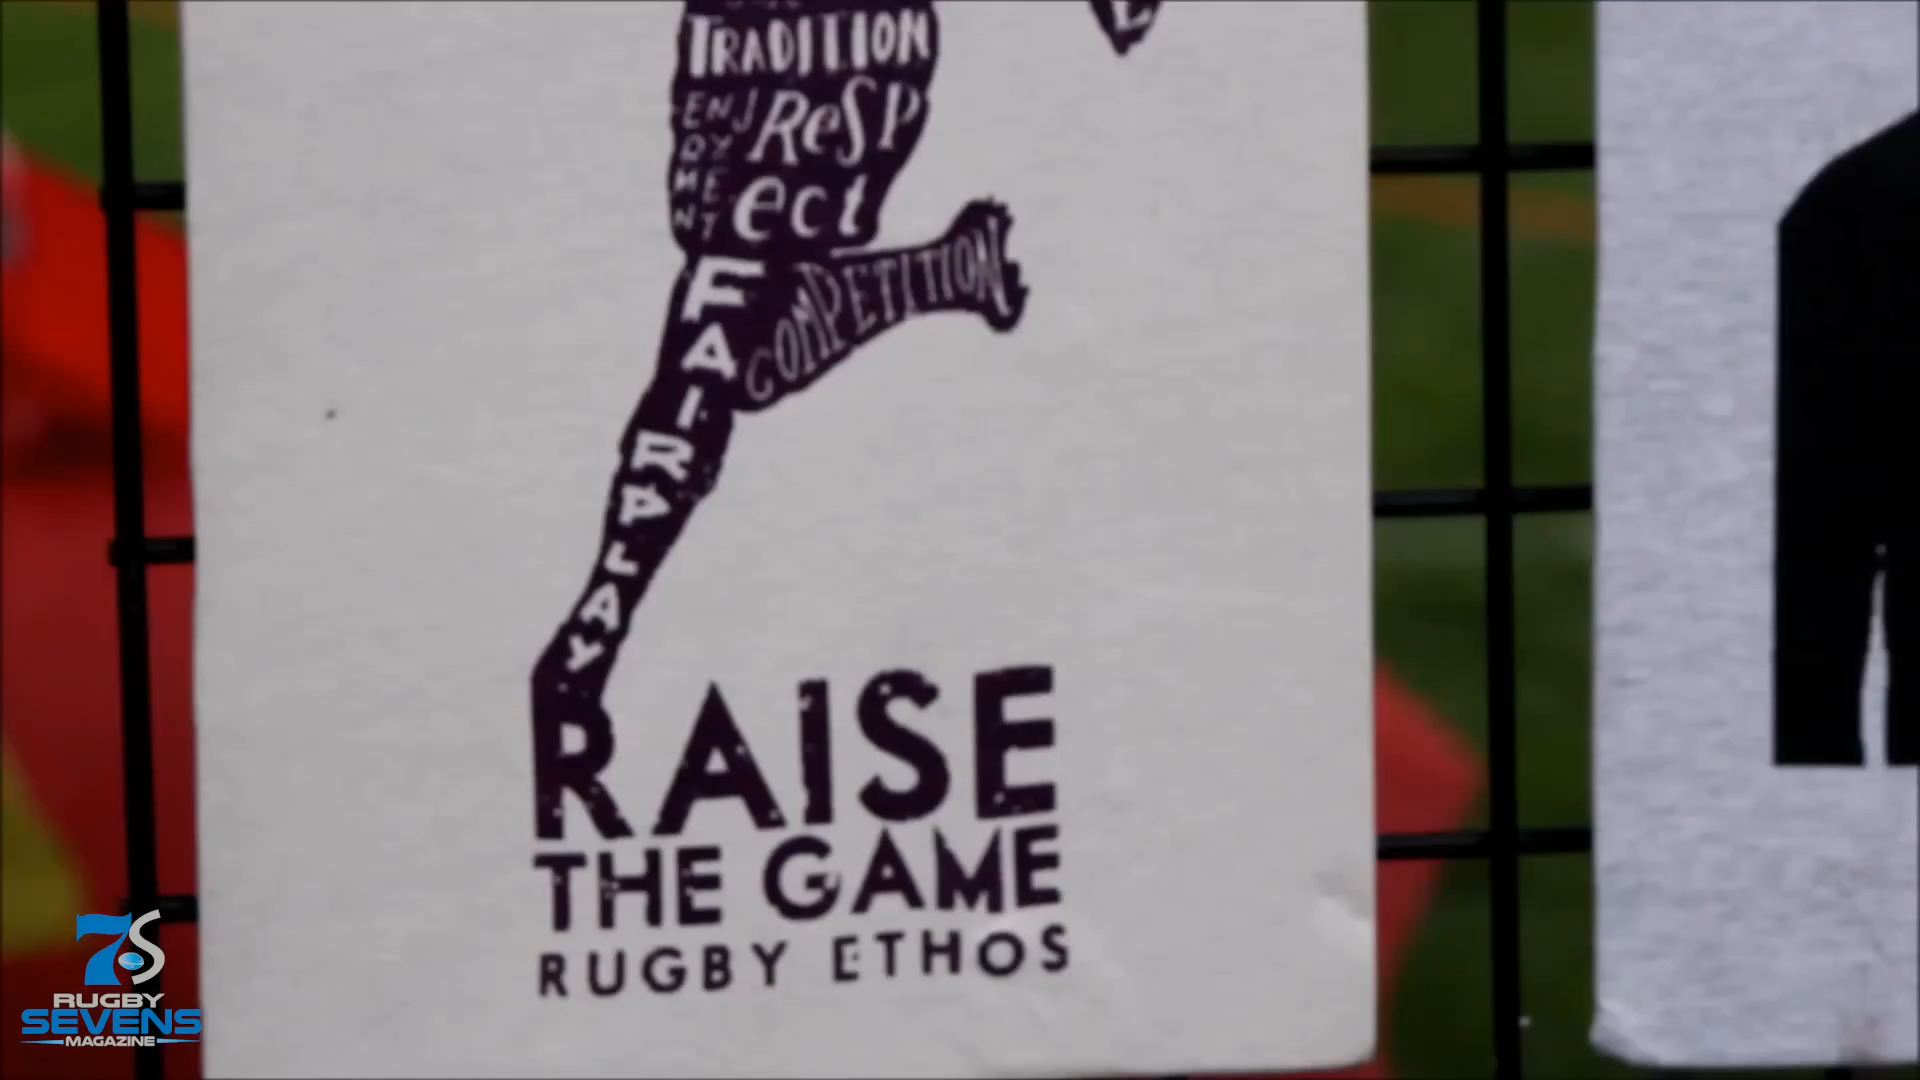 TRADITION
ENJOYMENT
ReSPect
FAIRPLAY
COMPETITION
RAISE
THE GAME
RUGBY ETHOS
7S
RUGBY
SEVENS
MAGAZINE